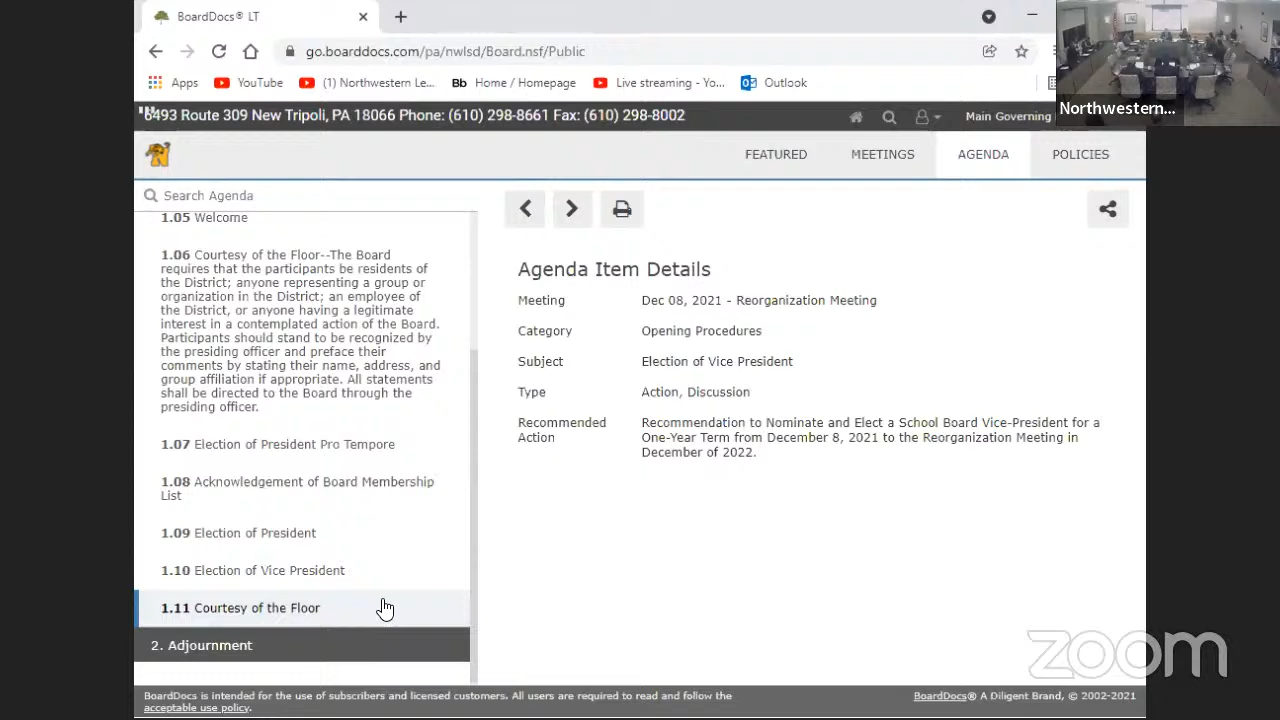 BoardDocs® LT
go.boarddocs.com/pa/nwlsd/Board.nsf/Public
Apps
YouTube
(1) Northwestern Le...
Bb Home / Homepage
Live streaming - Yo...
Outlook
Northwestern...
6493 Route 309 New Tripoli, PA 18066 Phone: (610) 298-8661 Fax: (610) 298-8002
Main Governing
FEATURED
MEETINGS
AGENDA
POLICIES
Search Agenda
1.05 Welcome
1.06 Courtesy of the Floor--The Board
requires that the participants be residents of
the District; anyone representing a group or
organization in the District; an employee of
the District, or anyone having a legitimate
interest in a contemplated action of the Board.
Participants should stand to be recognized by
the presiding officer and preface their
comments by stating their name, address, and
group affiliation if appropriate. All statements
shall be directed to the Board through the
presiding officer.
1.07 Election of President Pro Tempore
1.08 Acknowledgement of Board Membership
List
1.09 Election of President
1.10 Election of Vice President
1.11 Courtesy of the Floor
2. Adjournment
Agenda Item Details
Meeting
Dec 08, 2021 - Reorganization Meeting
Category
Opening Procedures
Subject
Election of Vice President
Type
Action, Discussion
Recommended
Action
Recommendation to Nominate and Elect a School Board Vice-President for a
One-Year Term from December 8, 2021 to the Reorganization Meeting in
December of 2022.
zoom
BoardDocs is intended for the use of subscribers and licensed customers. All users are required to read and follow the
acceptable use policy.
BoardDocs® A Diligent Brand, © 2002-2021